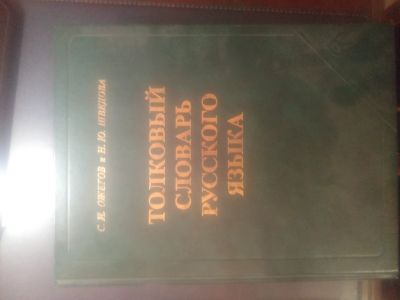 С. И. ОЖЕГОВ и Н. Ю. ШВЕДОВА
ТОЛКОВЫЙ
СЛОВАРЬ
РУССКОГО
ЯЗЫКА